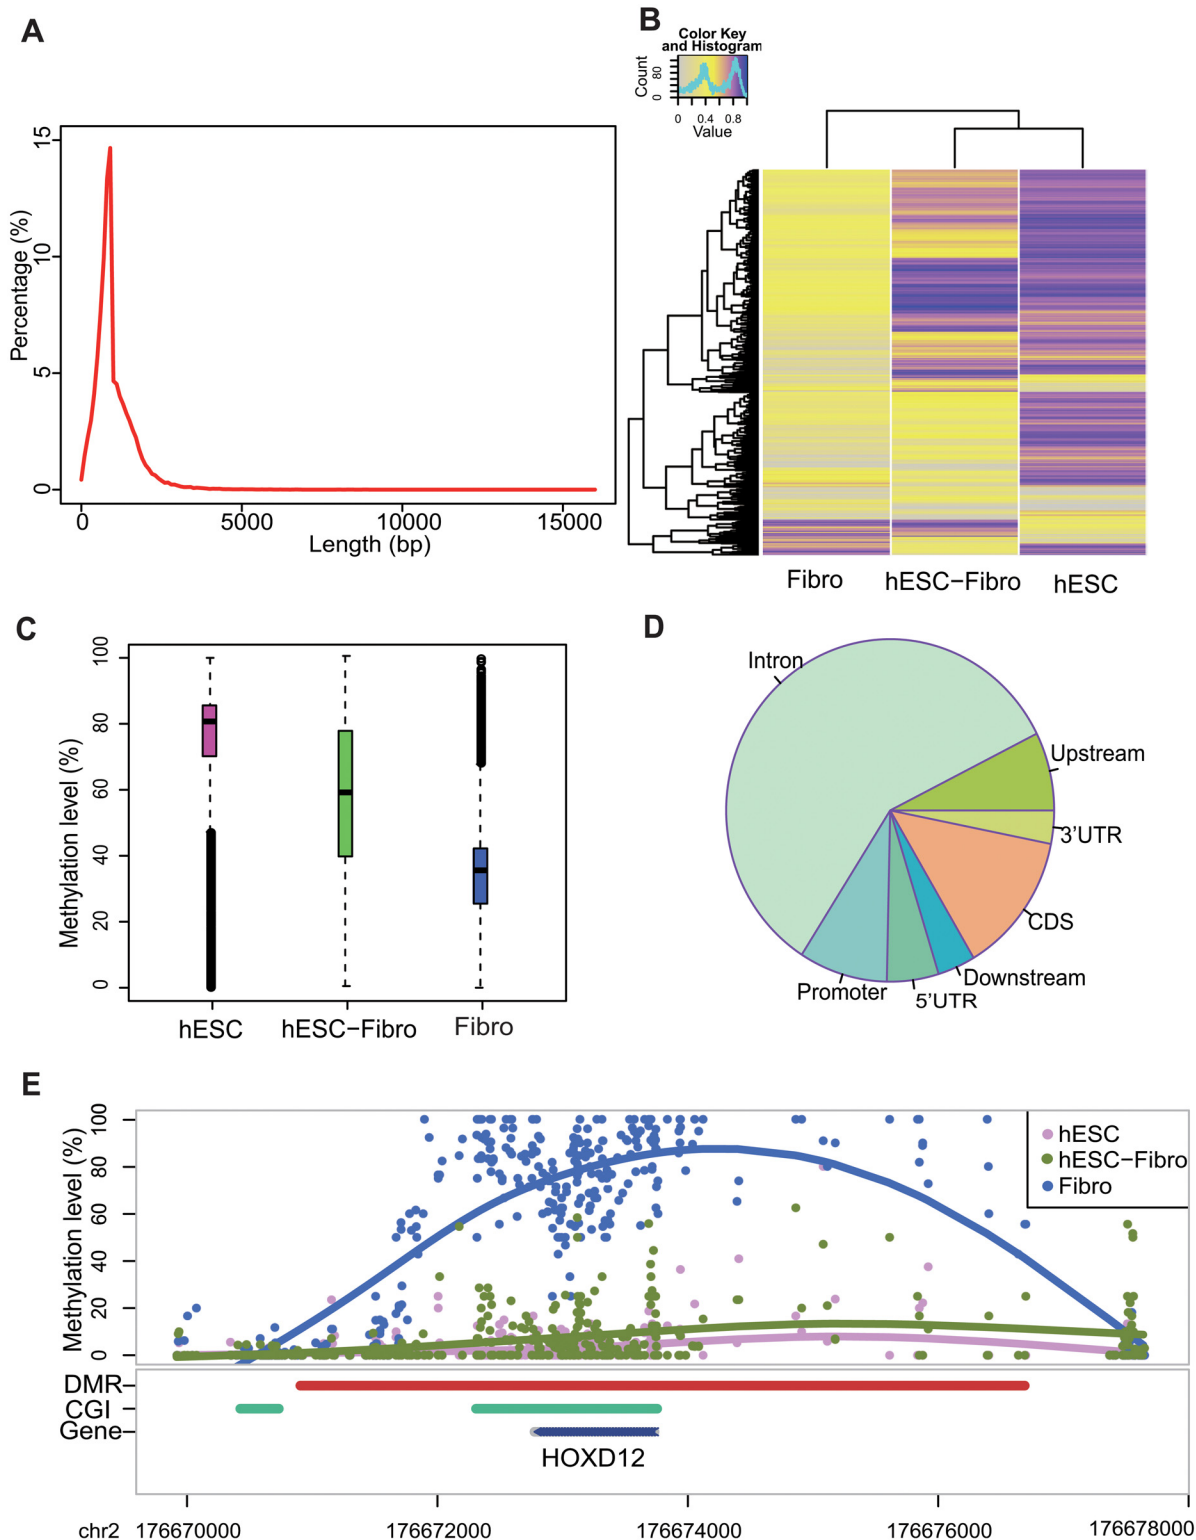 A
Percentage (%)
15
10
5
0
0 5000 10000 15000
Length (bp)
B
Color Key
and Histogram
Count
0 80
0 0.4 0.8
Value
Fibro hESC−Fibro hESC
C
Methylation level (%)
100
80
60
40
20
0
hESC hESC−Fibro Fibro
D
Intron
Upstream
3’UTR
CDS
Downstream
5’UTR
Promoter
E
Methylation level (%)
100
80
60
40
20
0
hESC
hESC−Fibro
Fibro
DMR
CGI
Gene
HOXD12
chr2 176670000 176672000 176674000 176676000 176678000